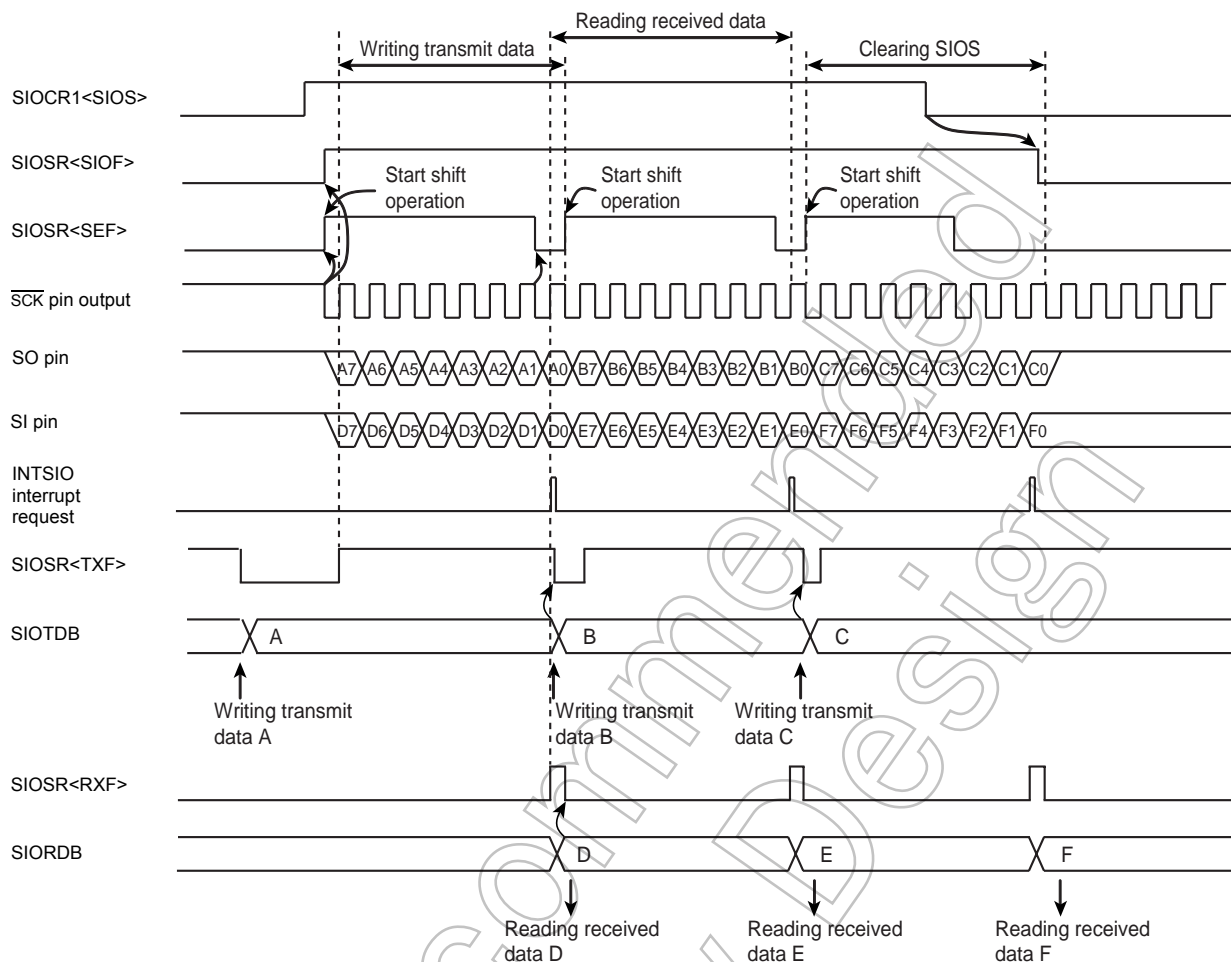 Reading received data
Writing transmit data
Clearing SIOS
SIOCR1<SIOS>
SIOSR<SIOF>
Start shift
operation
Start shift
operation
Start shift
operation
SIOSR<SEF>
SCK pin output
SO pin
A7 A6 A5 A4 A3 A2 A1 A0 B7 B6 B5 B4 B3 B2 B1 B0 C7 C6 C5 C4 C3 C2 C1 C0
SI pin
D7 D6 D5 D4 D3 D2 D1 D0 E7 E6 E5 E4 E3 E2 E1 E0 F7 F6 F5 F4 F3 F2 F1 F0
INTSIO
interrupt
request
SIOSR<TXF>
SIOTDB
A
B
C
Writing transmit
data A
Writing transmit
data B
Writing transmit
data C
SIOSR<RXF>
SIORDB
D
E
F
Reading received
data D
Reading received
data E
Reading received
data F
commended
Design